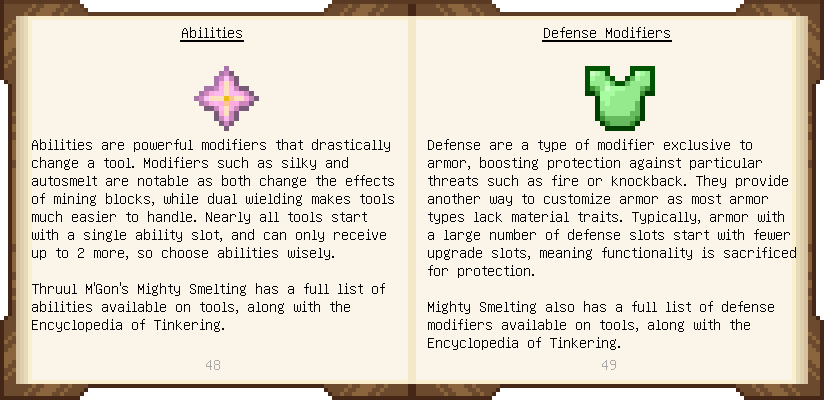 Abilities
Abilities are powerful modifiers that drastically
change a tool. Modifiers such as silky and
autosmelt are notable as both change the effects
of mining blocks, while dual wielding makes tools
much easier to handle. Nearly all tools start
with a single ability slot, and can only receive
up to 2 more, so choose abilities wisely.
Thruul M'Gon's Mighty Smelting has a full list of
abilities available on tools, along with the
Encyclopedia of Tinkering.
48
Defense Modifiers
Defense are a type of modifier exclusive to
armor, boosting protection against particular
threats such as fire or knockback. They provide
another way to customize armor as most armor
types lack material traits. Typically, armor with
a large number of defense slots start with fewer
upgrade slots, meaning functionality is sacrificed
for protection.
Mighty Smelting also has a full list of defense
modifiers available on tools, along with the
Encyclopedia of Tinkering.
49